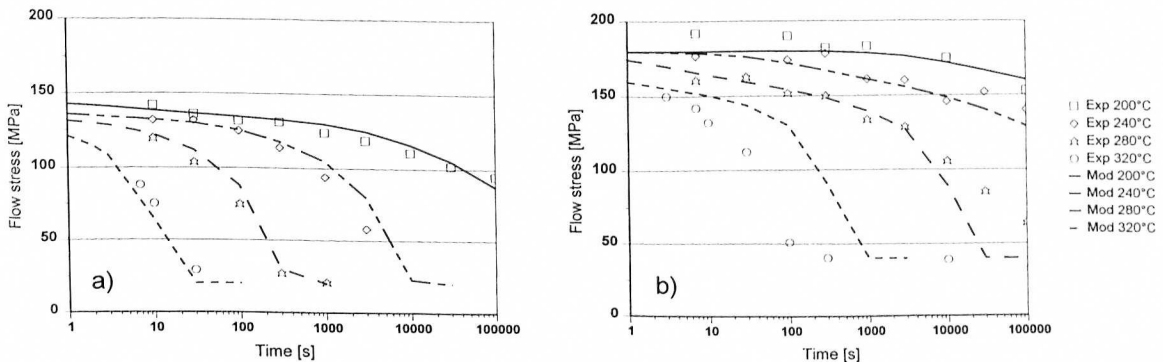 200
150
100
50
0
Flow stress [MPa]
a)
1
10
100
1000
10000
100000
Time [s]
200
150
100
50
0
Flow stress [MPa]
b)
1
10
100
1000
10000
100000
Time [s]
Exp 200°C
Exp 240°C
Exp 280°C
Exp 320°C
Mod 200°C
Mod 240°C
Mod 280°C
Mod 320°C